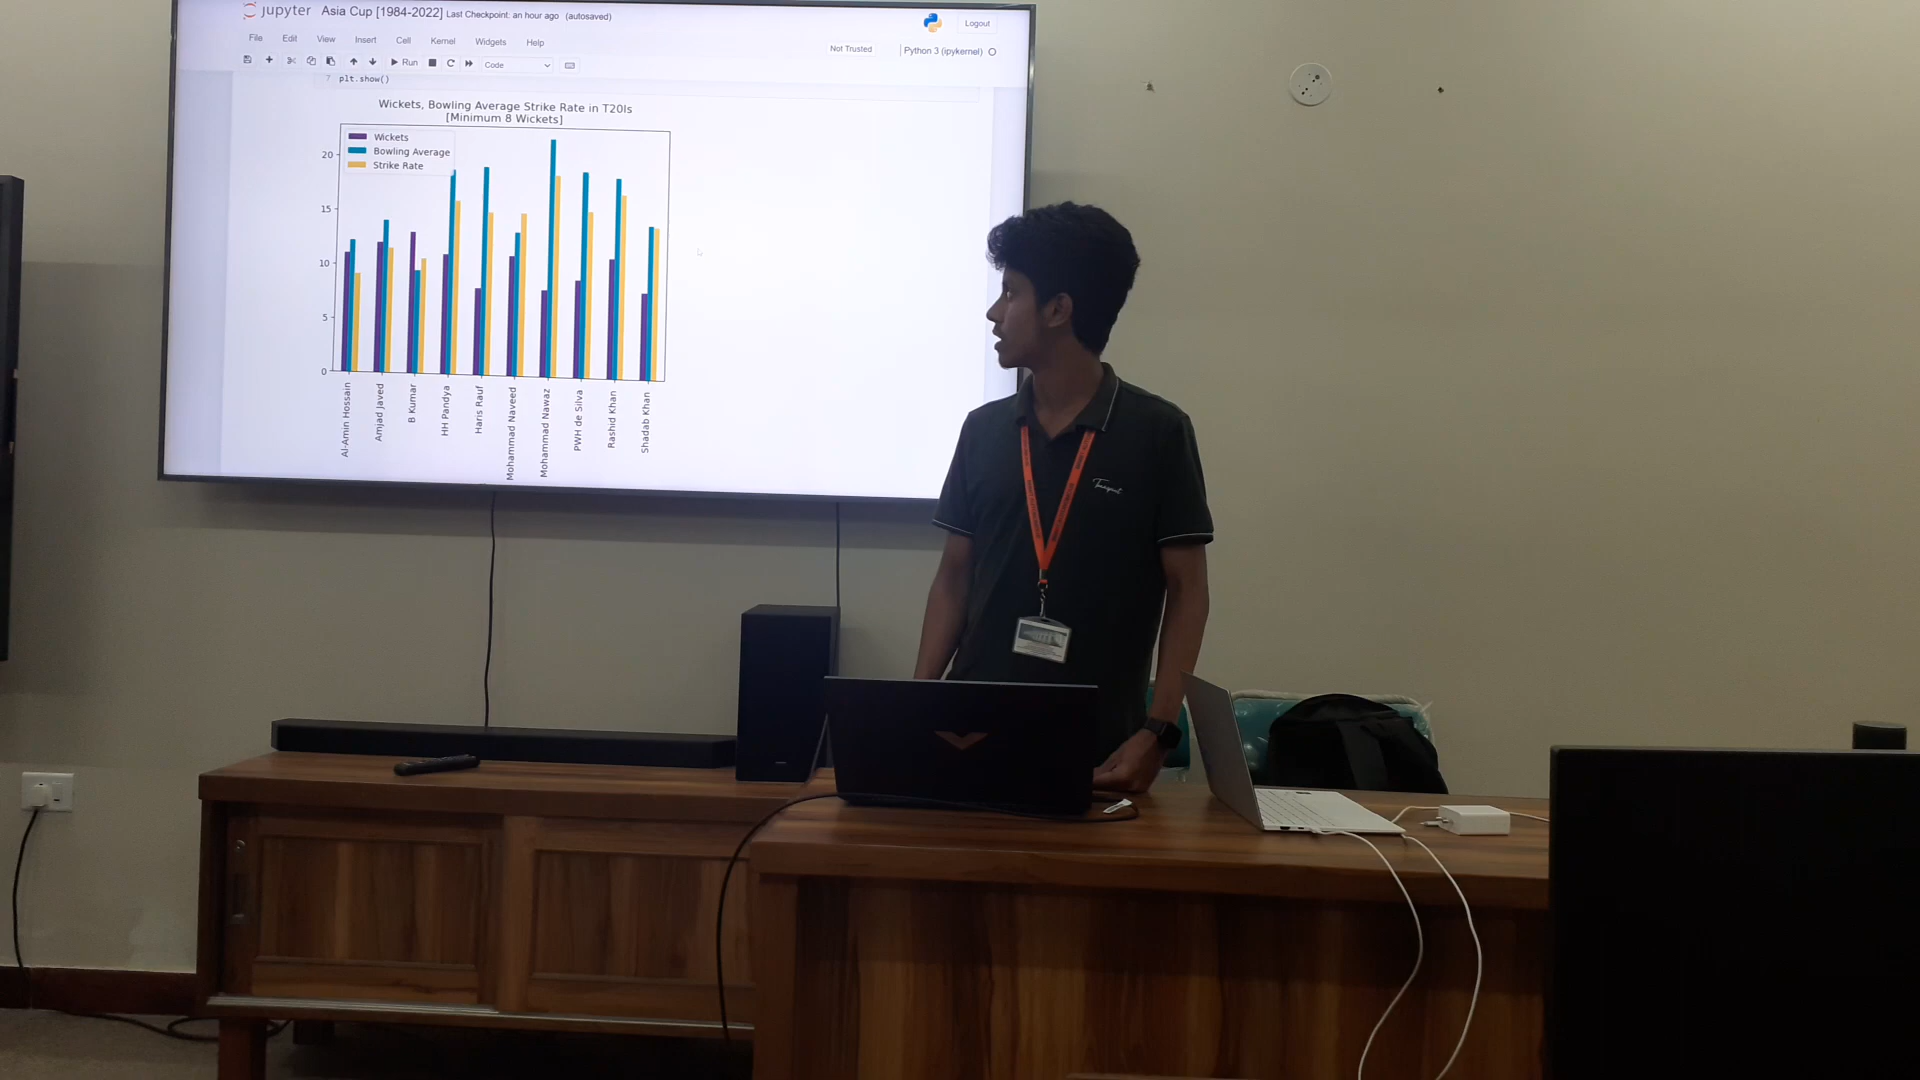 jupyter Asia Cup [1984-2022] Last Checkpoint: an hour ago (autosaved)
Logout
File Edit View Insert Cell Kernel Widgets Help
Not Trusted
Python 3 (ipykernel)
Run
Code
7 plt.show()
Wickets, Bowling Average Strike Rate in T20Is
[Minimum 8 Wickets]
Wickets
Bowling Average
Strike Rate
20
15
10
5
0
Al-Amin Hossain
Amjad Javed
B Kumar
HH Pandya
Haris Rauf
Mohammad Naveed
Mohammad Nawaz
PWH de Silva
Rashid Khan
Shadab Khan